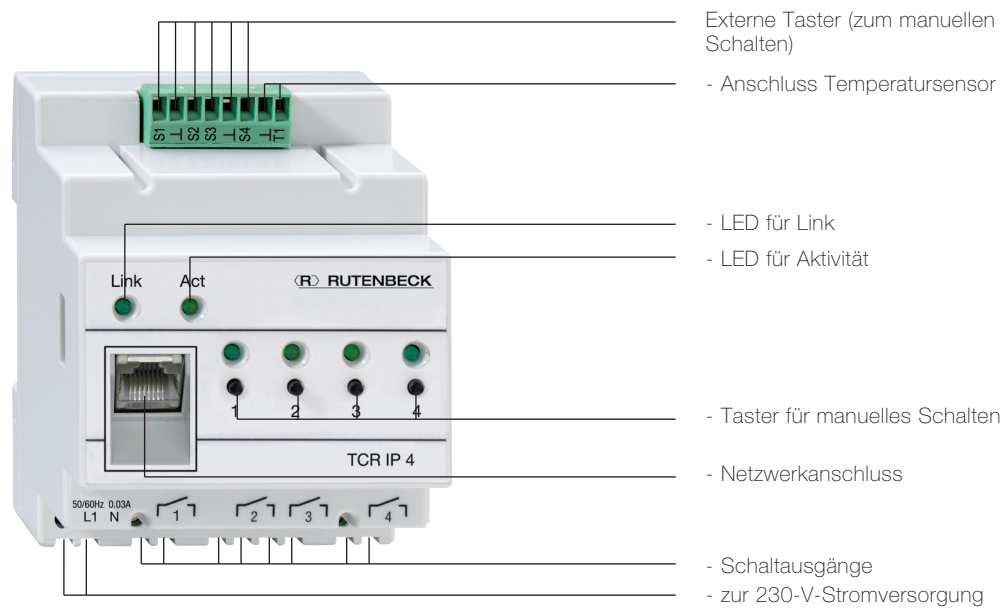 Externe Taster (zum manuellen
Schalten)
- Anschluss Temperatursensor
S1 ⊥ S2 S3 ⊥ S4 ⊥ T1
- LED für Link
- LED für Aktivität
Link Act
⟨R⟩ RUTENBECK
1 2 3 4
- Taster für manuelles Schalten
TCR IP 4
- Netzwerkanschluss
50/60Hz 0.03A
L1 N 1 2 3 4
- Schaltausgänge
- zur 230-V-Stromversorgung